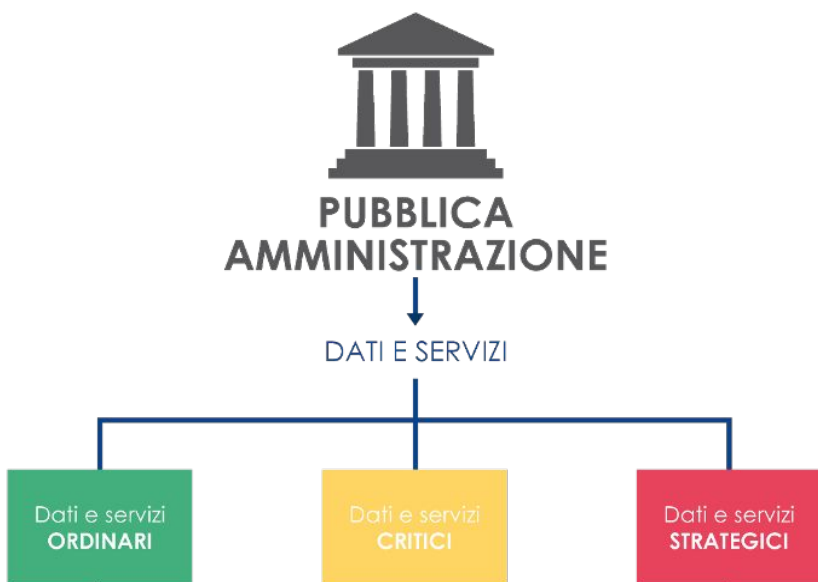 PUBBLICA
AMMINISTRAZIONE
DATI E SERVIZI
Dati e servizi
ORDINARI
Dati e servizi
CRITICI
Dati e servizi
STRATEGICI